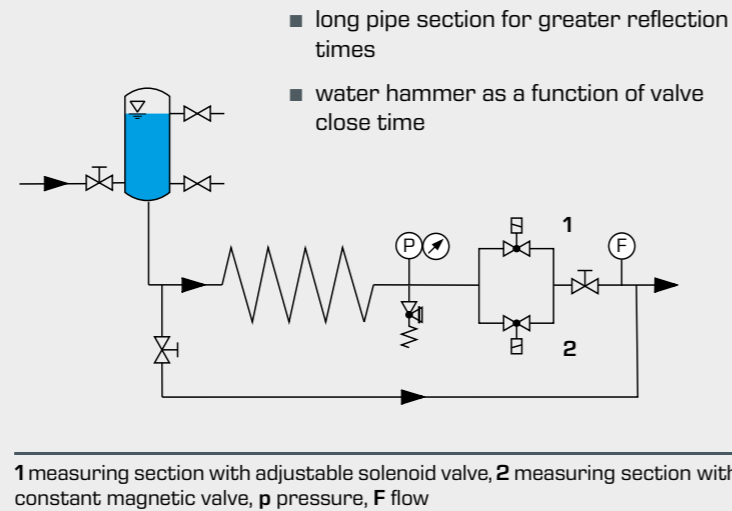 ■ long pipe section for greater reflection
times
■ water hammer as a function of valve
close time
P
1
F
2
1 measuring section with adjustable solenoid valve, 2 measuring section with
constant magnetic valve, p pressure, F flow